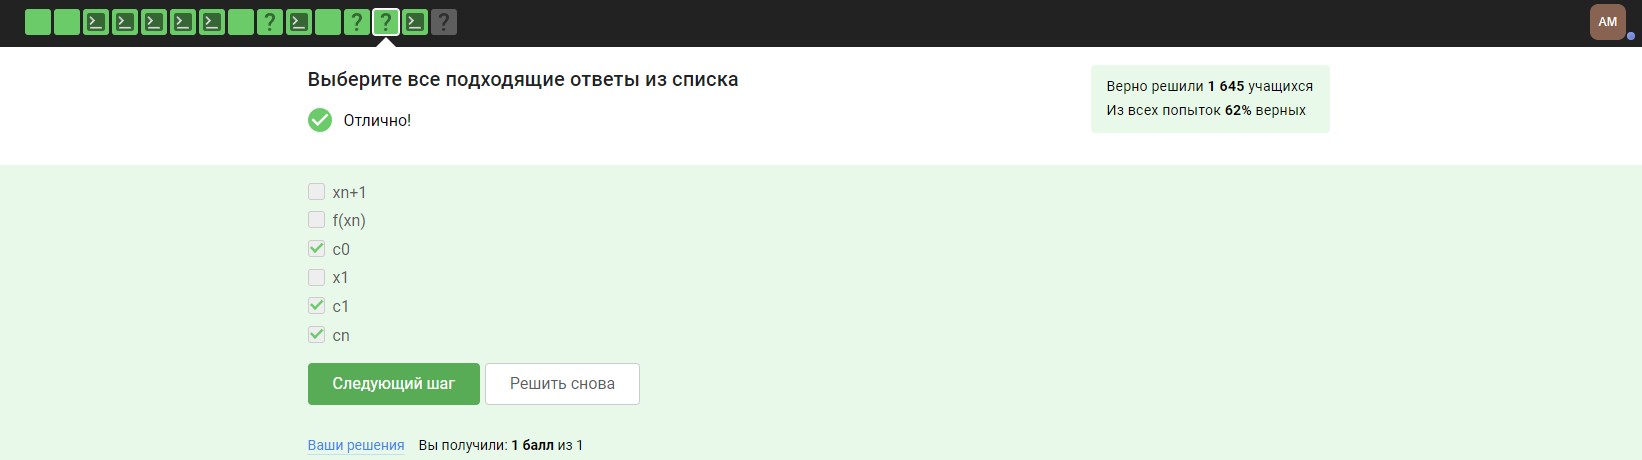 AM
Выберите все подходящие ответы из списка
Отлично!
Верно решили 1 645 учащихся
Из всех попыток 62% верных
xn+1
f(xn)
c0
x1
c1
cn
Следующий шаг
Решить снова
Ваши решения Вы получили: 1 балл из 1